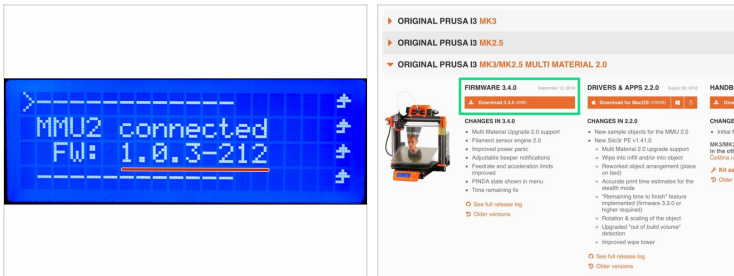 MMU2 connected
FW: 1.0.3-212
ORIGINAL PRUSA I3 MK3
ORIGINAL PRUSA I3 MK2.5
ORIGINAL PRUSA I3 MK3/MK2.5 MULTI MATERIAL 2.0
FIRMWARE 3.4.0
Download 3.4.0
CHANGES IN 3.4.0
Multi Material Upgrade 2.0 support
Filament sensor engine 2.0
Improved power panic
Adjustable beeper notifications
Feedrate and acceleration limits
improved
PINDA state shown in menu
Time remaining fix
See full release log
Older versions
DRIVERS & APPS 2.2.0
Download for MacOS
CHANGES IN 2.2.0
New sample objects for the MMU 2.0
New Slic3r PE v1.41.0
Multi Material 2.0 upgrade support
Wipe into infill and/or into object
Reworked object arrangement (place
on bed)
Accurate print time estimates for the
stealth mode
"Remaining time to finish" feature
implemented (firmware 3.3.0 or
higher required)
Rotation & scaling of the object
Upgraded "out of build volume"
detection
Improved wipe tower
See full release log
Older versions
HANDB
Dow
CHANGE
Initial
MK3/MK2
in the oth
Čeština
Kit as
Older